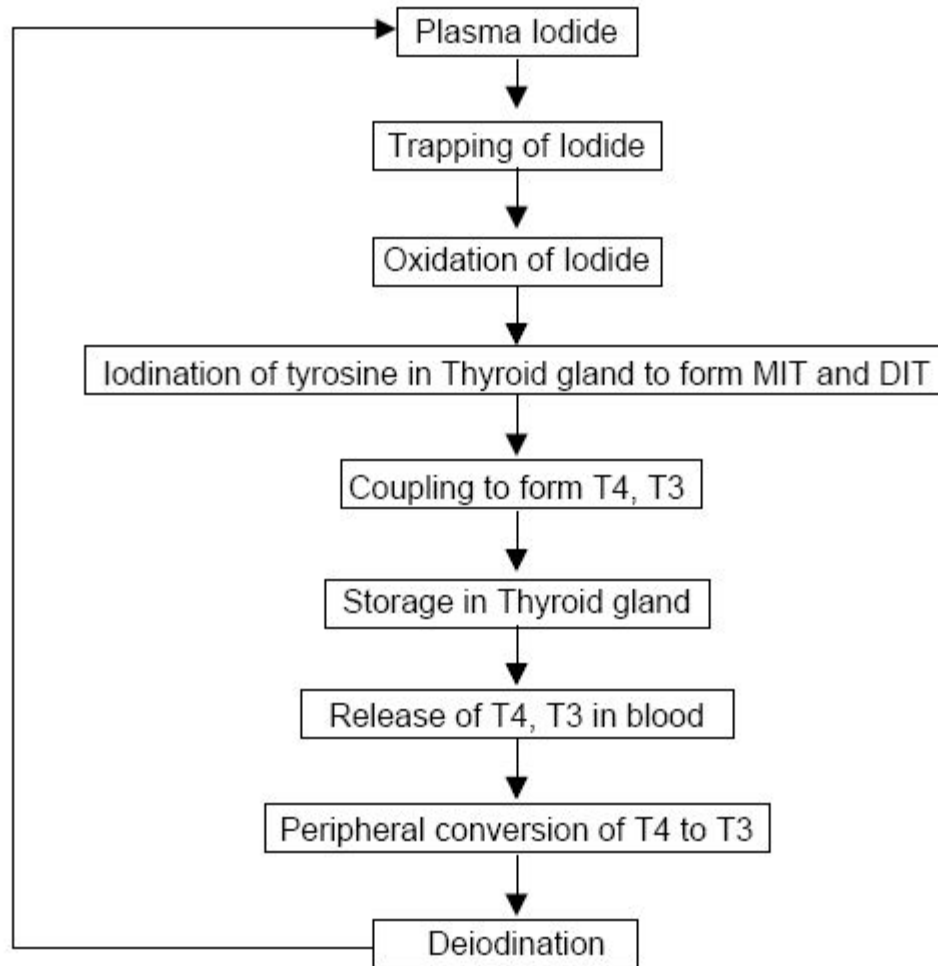 Plasma Iodide
Trapping of Iodide
Oxidation of Iodide
Iodination of tyrosine in Thyroid gland to form MIT and DIT
Coupling to form T4, T3
Storage in Thyroid gland
Release of T4, T3 in blood
Peripheral conversion of T4 to T3
Deiodination